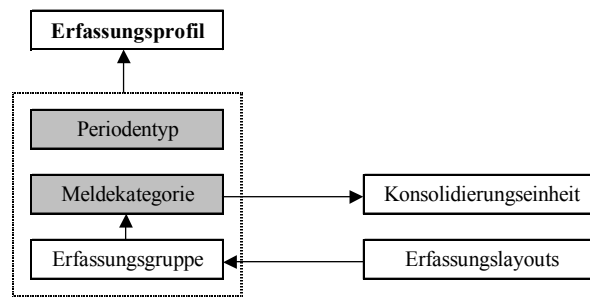 Erfassungsprofil
Periodentyp
Meldekategorie
Konsolidierungseinheit
Erfassungsgruppe
Erfassungslayouts